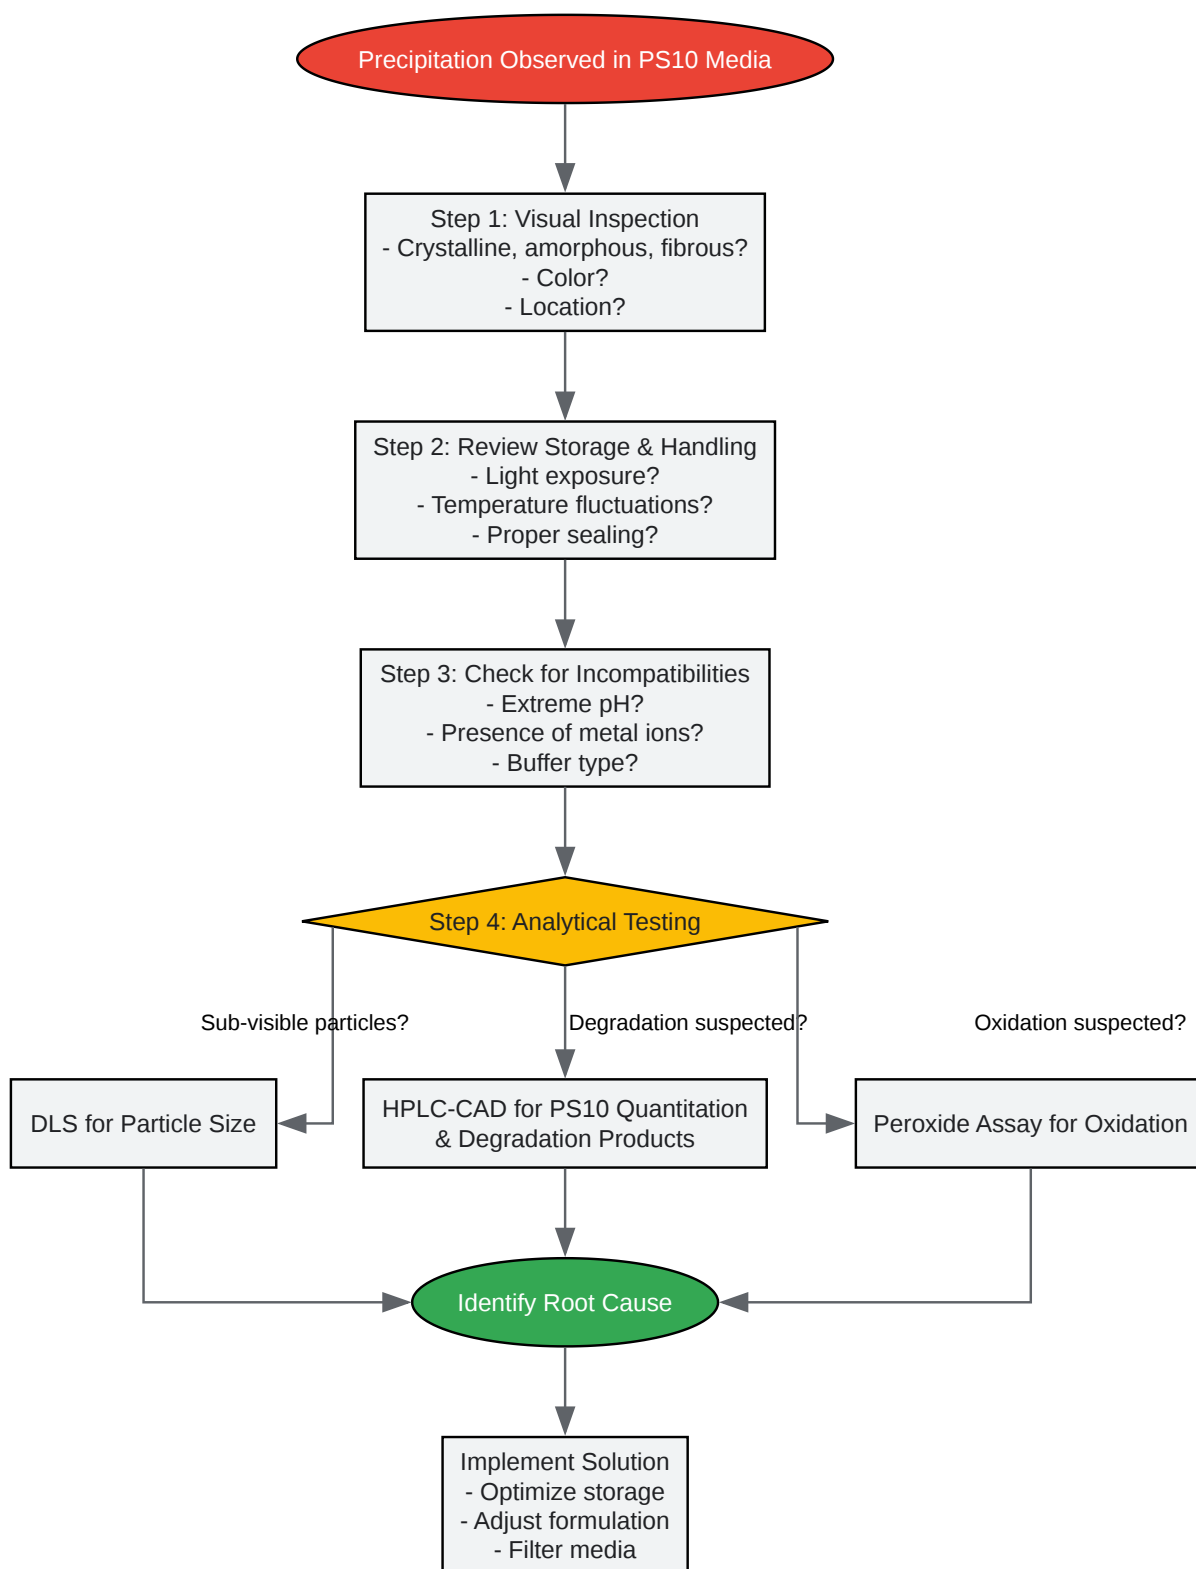 Precipitation Observed in PS10 Media
Step 1: Visual Inspection
- Crystalline, amorphous, fibrous?
- Color?
- Location?
Step 2: Review Storage & Handling
- Light exposure?
- Temperature fluctuations?
- Proper sealing?
Step 3: Check for Incompatibilities
- Extreme pH?
- Presence of metal ions?
- Buffer type?
Step 4: Analytical Testing
Sub-visible particles?
Degradation suspected?
Oxidation suspected?
DLS for Particle Size
HPLC-CAD for PS10 Quantitation
& Degradation Products
Peroxide Assay for Oxidation
Identify Root Cause
Implement Solution
- Optimize storage
- Adjust formulation
- Filter media